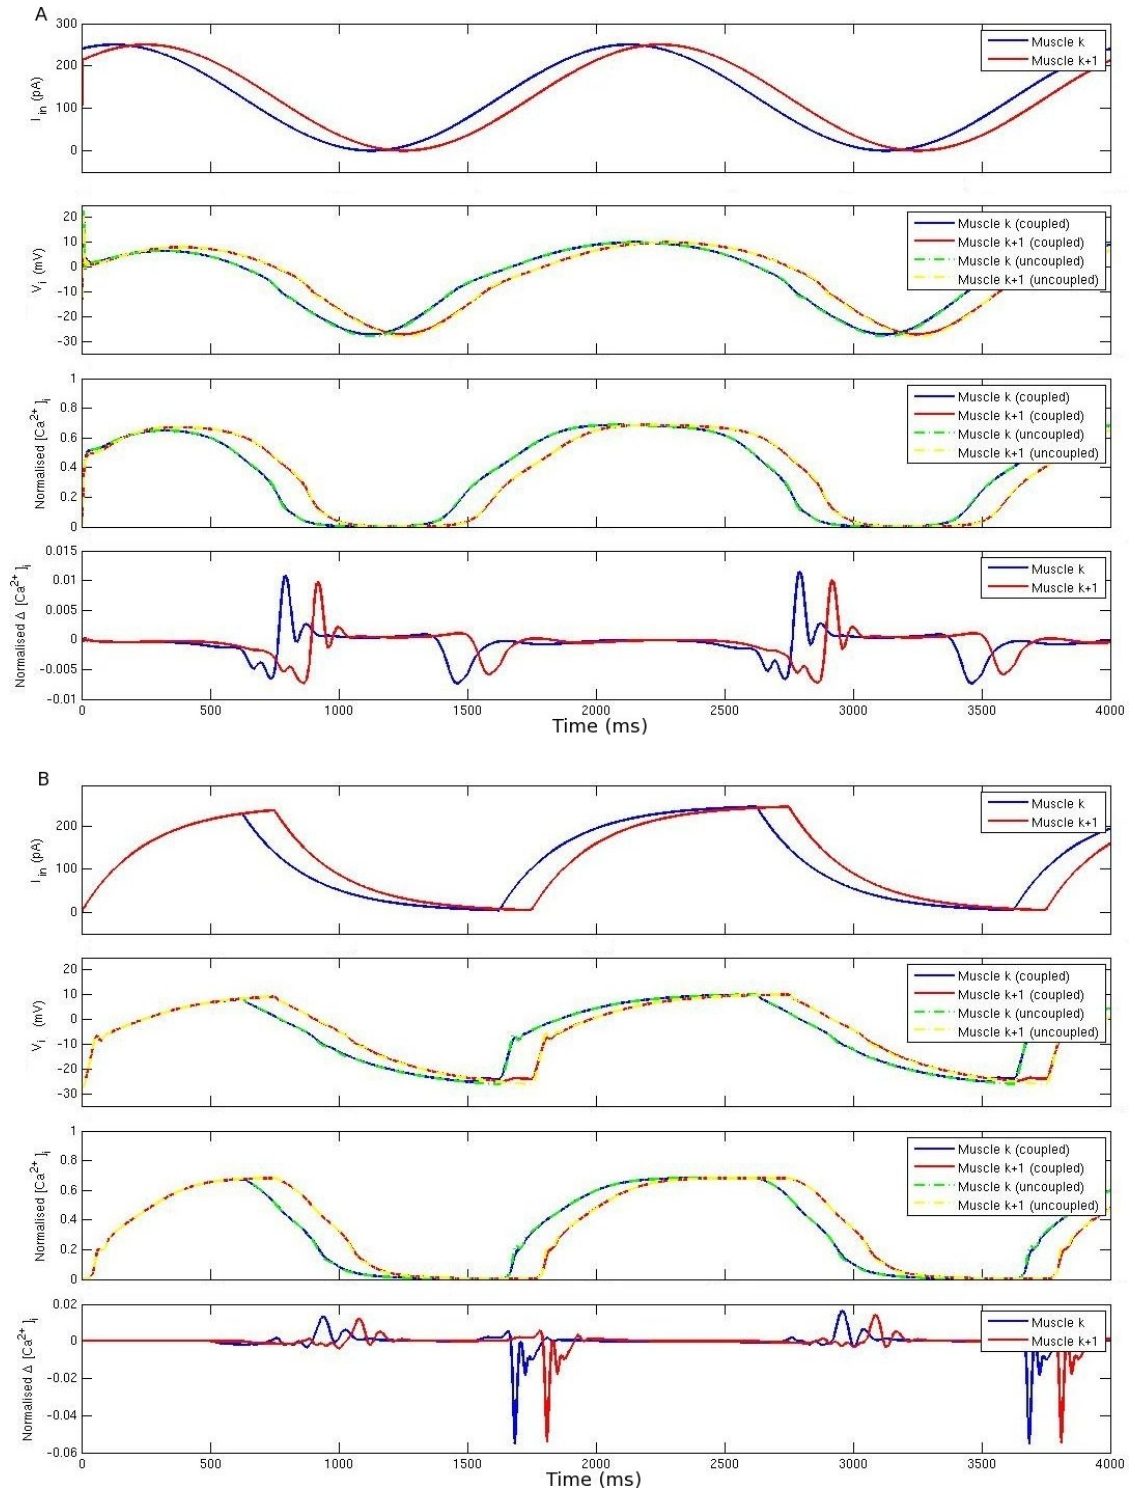 A
300
200
100
0
I in (pA)
Muscle k
Muscle k+1
20
10
0
-10
-20
-30
V i (mV)
Muscle k (coupled)
Muscle k+1 (coupled)
Muscle k (uncoupled)
Muscle k+1 (uncoupled)
1
0.8
0.6
0.4
0.2
0
Normalised [Ca2+]i
Muscle k (coupled)
Muscle k+1 (coupled)
Muscle k (uncoupled)
Muscle k+1 (uncoupled)
0.015
0.01
0.005
0
-0.005
-0.01
Normalised Δ [Ca2+]i
Muscle k
Muscle k+1
0 500 1000 1500 2000 2500 3000 3500 4000
Time (ms)
B
200
100
0
I in (pA)
Muscle k
Muscle k+1
20
10
0
-10
-20
-30
V i (mV)
Muscle k (coupled)
Muscle k+1 (coupled)
Muscle k (uncoupled)
Muscle k+1 (uncoupled)
1
0.8
0.6
0.4
0.2
0
Normalised [Ca2+]i
Muscle k (coupled)
Muscle k+1 (coupled)
Muscle k (uncoupled)
Muscle k+1 (uncoupled)
0.02
0
-0.02
-0.04
-0.06
Normalised Δ [Ca2+]i
Muscle k
Muscle k+1
0 500 1000 1500 2000 2500 3000 3500 4000
Time (ms)